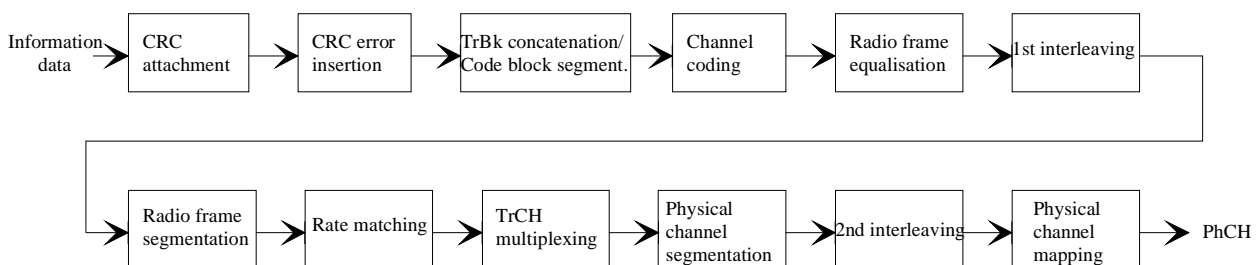 Information
data
CRC
attachment
CRC error
insertion
TrBk concatenation/
Code block segment.
Channel
coding
Radio frame
equalisation
1st interleaving
Radio frame
segmentation
Rate matching
TrCH
multiplexing
Physical
channel
segmentation
2nd interleaving
Physical
channel
mapping
PhCH